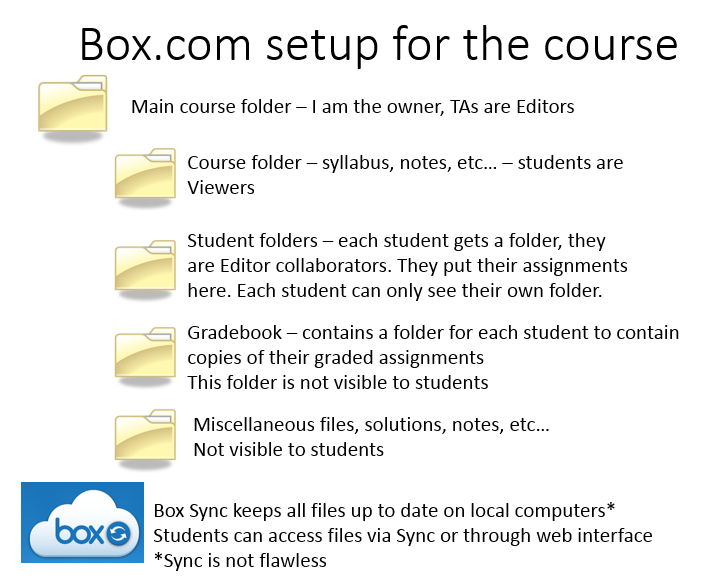 Box.com setup for the course
Main course folder – I am the owner, TAs are Editors
Course folder – syllabus, notes, etc… – students are
Viewers
Student folders – each student gets a folder, they
are Editor collaborators. They put their assignments
here. Each student can only see their own folder.
Gradebook – contains a folder for each student to contain
copies of their graded assignments
This folder is not visible to students
Miscellaneous files, solutions, notes, etc…
Not visible to students
box
Box Sync keeps all files up to date on local computers*
Students can access files via Sync or through web interface
*Sync is not flawless